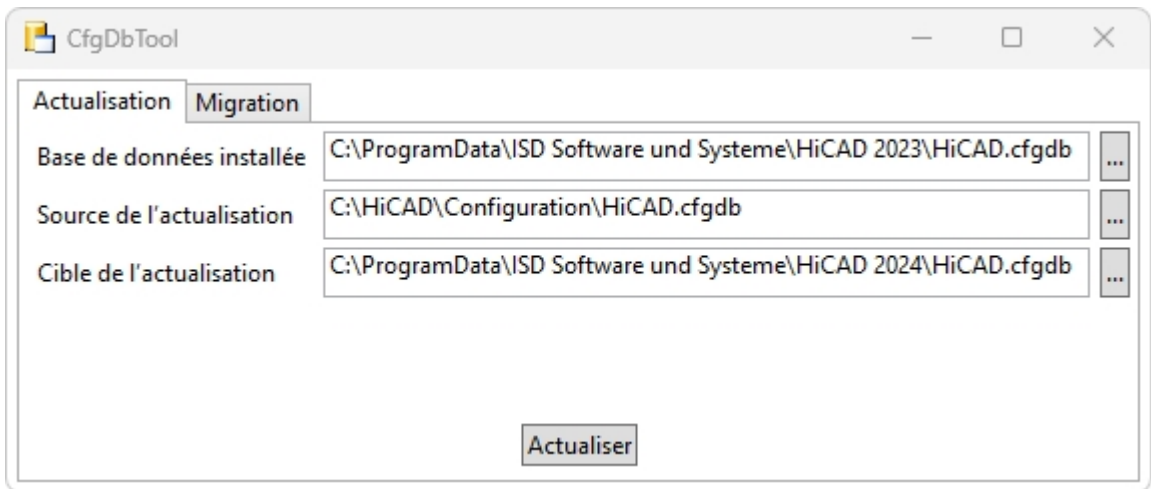 CfgDbTool
Actualisation Migration
Base de données installée C:\ProgramData\ISD Software und Systeme\HiCAD 2023\HiCAD.cfgdb ...
Source de l'actualisation C:\HiCAD\Configuration\HiCAD.cfgdb ...
Cible de l'actualisation C:\ProgramData\ISD Software und Systeme\HiCAD 2024\HiCAD.cfgdb ...
Actualiser